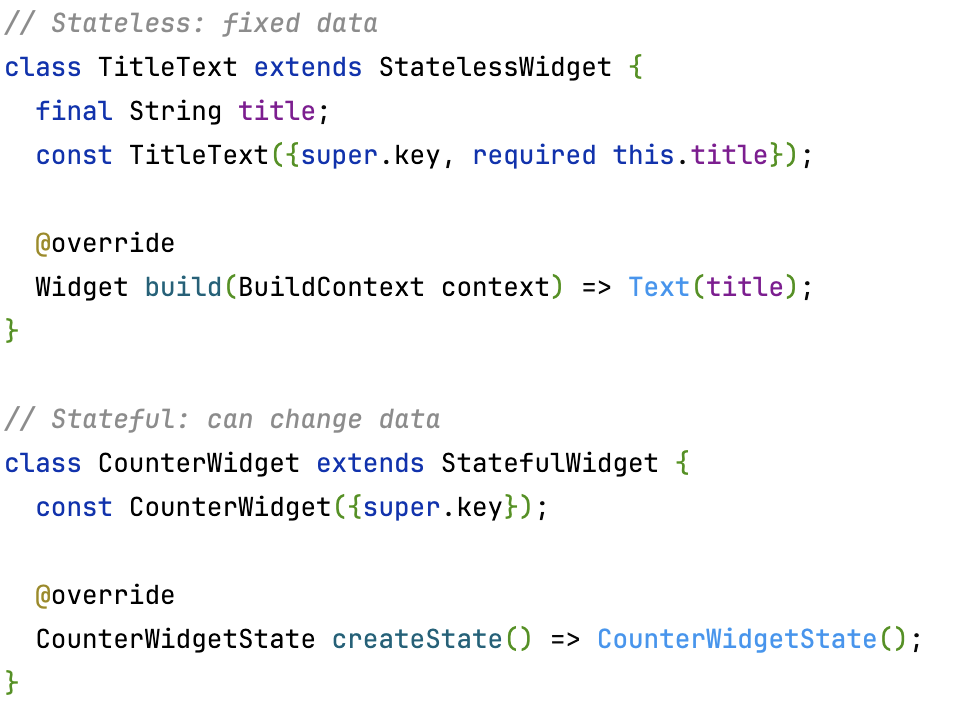 // Stateless: fixed data
class TitleText extends StatelessWidget {
  final String title;
  const TitleText({super.key, required this.title});

  @override
  Widget build(BuildContext context) => Text(title);
}

// Stateful: can change data
class CounterWidget extends StatefulWidget {
  const CounterWidget({super.key});

  @override
  CounterWidgetState createState() => CounterWidgetState();
}